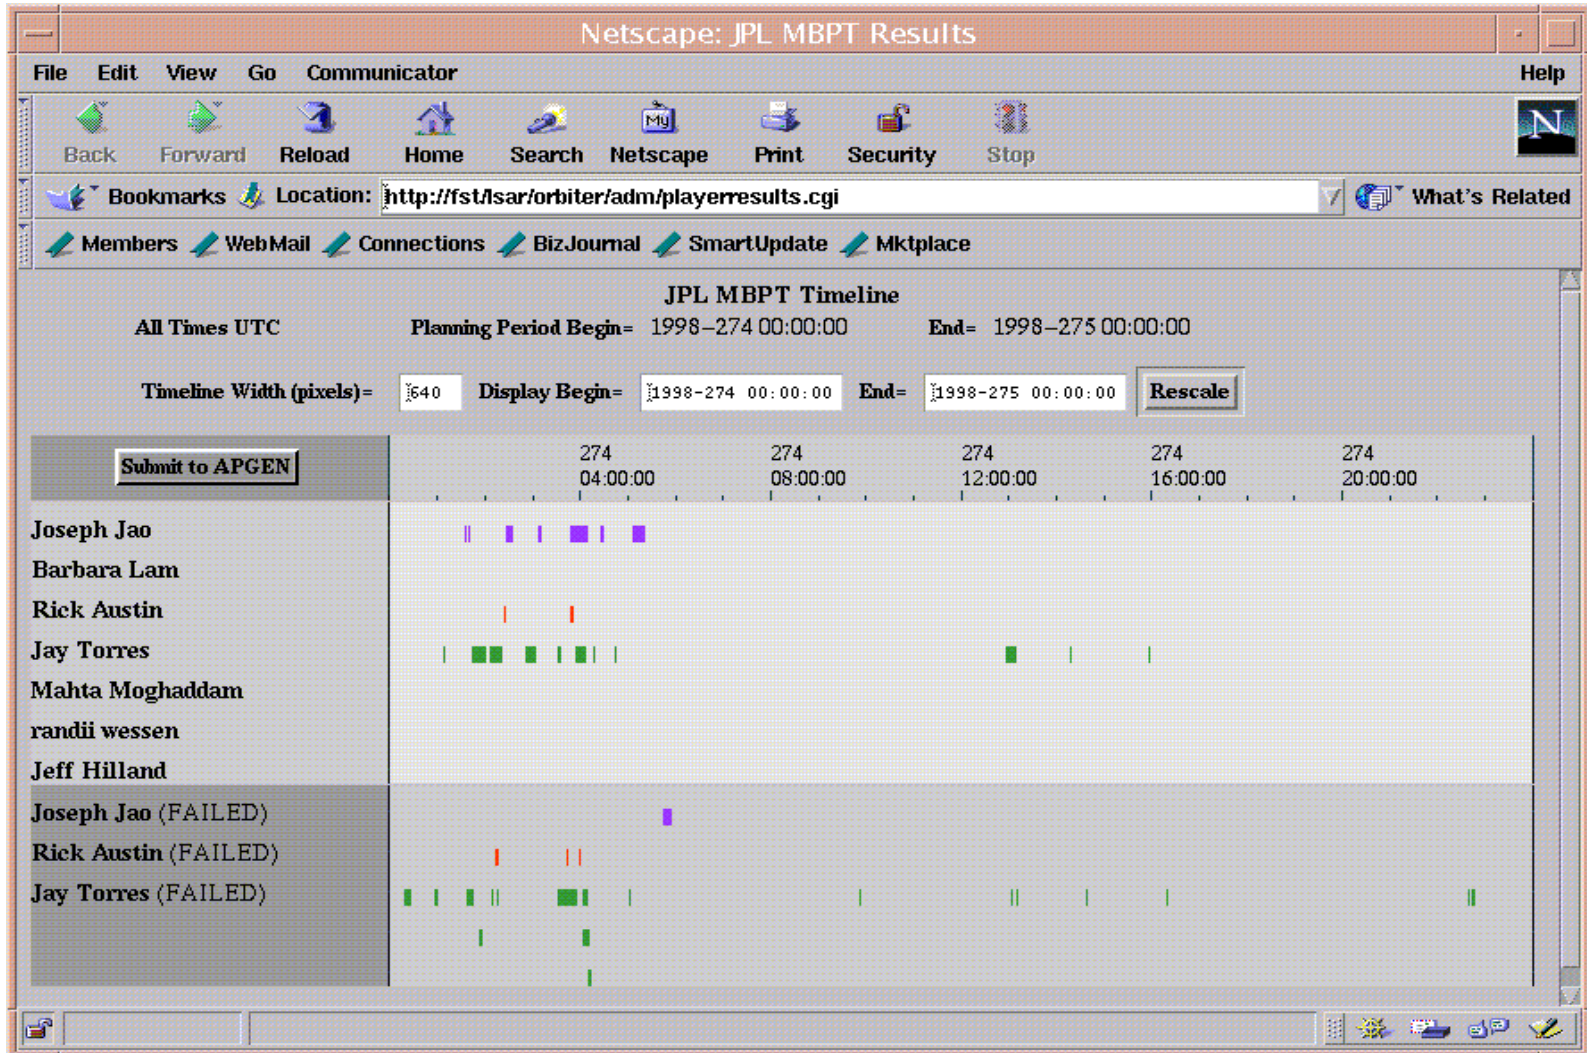 Netscape: JPL MBPT Results
File Edit View Go Communicator Help
Back Forward Reload Home Search Netscape Print Security Stop
My
N
Bookmarks Location: http://fst/lsar/orbiter/adm/playerresults.cgi What's Related
Members WebMail Connections BizJournal SmartUpdate Mktplace
JPL MBPT Timeline
All Times UTC Planning Period Begin= 1998-274 00:00:00 End= 1998-275 00:00:00
Timeline Width (pixels)= 640 Display Begin= 1998-274 00:00:00 End= 1998-275 00:00:00 Rescale
Submit to APGEN
274 274 274 274 274
04:00:00 08:00:00 12:00:00 16:00:00 20:00:00
Joseph Jao
Barbara Lam
Rick Austin
Jay Torres
Mahta Moghaddam
randii wessen
Jeff Hilland
Joseph Jao (FAILED)
Rick Austin (FAILED)
Jay Torres (FAILED)